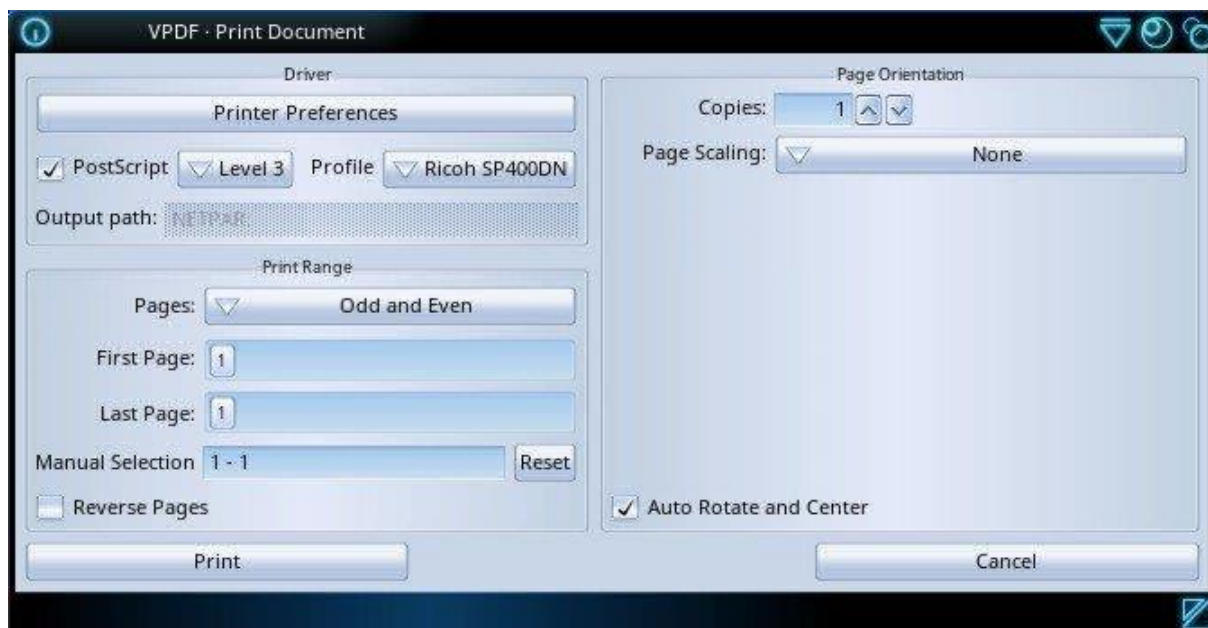 VPDF · Print Document
Driver
Printer Preferences
PostScript Level 3 Profile Ricoh SP400DN
Output path: NETPAR:
Print Range
Pages: Odd and Even
First Page: 1
Last Page: 1
Manual Selection 1 - 1 Reset
Reverse Pages
Print
Page Orientation
Copies: 1
Page Scaling: None
Auto Rotate and Center
Cancel